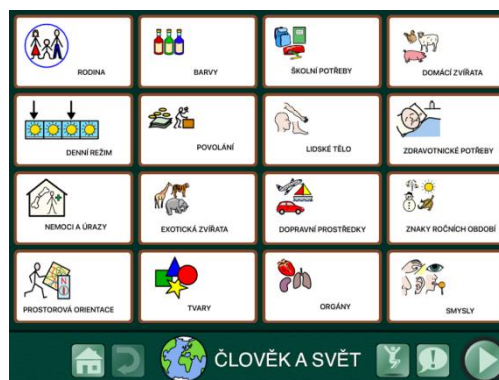 RODINA
BARVY
ŠKOLNÍ POTŘEBY
DOMÁCÍ ZVÍŘATA
DENNÍ REŽIM
POVOLÁNÍ
LIDSKÉ TĚLO
ZDRAVOTNICKÉ POTŘEBY
NEMOCI A ÚRAZY
EXOTICKÁ ZVÍŘATA
DOPRAVNÍ PROSTŘEDKY
ZNAKY ROČNÍCH OBDOBÍ
PROSTOROVÁ ORIENTACE
TVARY
ORGÁNY
SMYSLY
ČLOVĚK A SVĚT